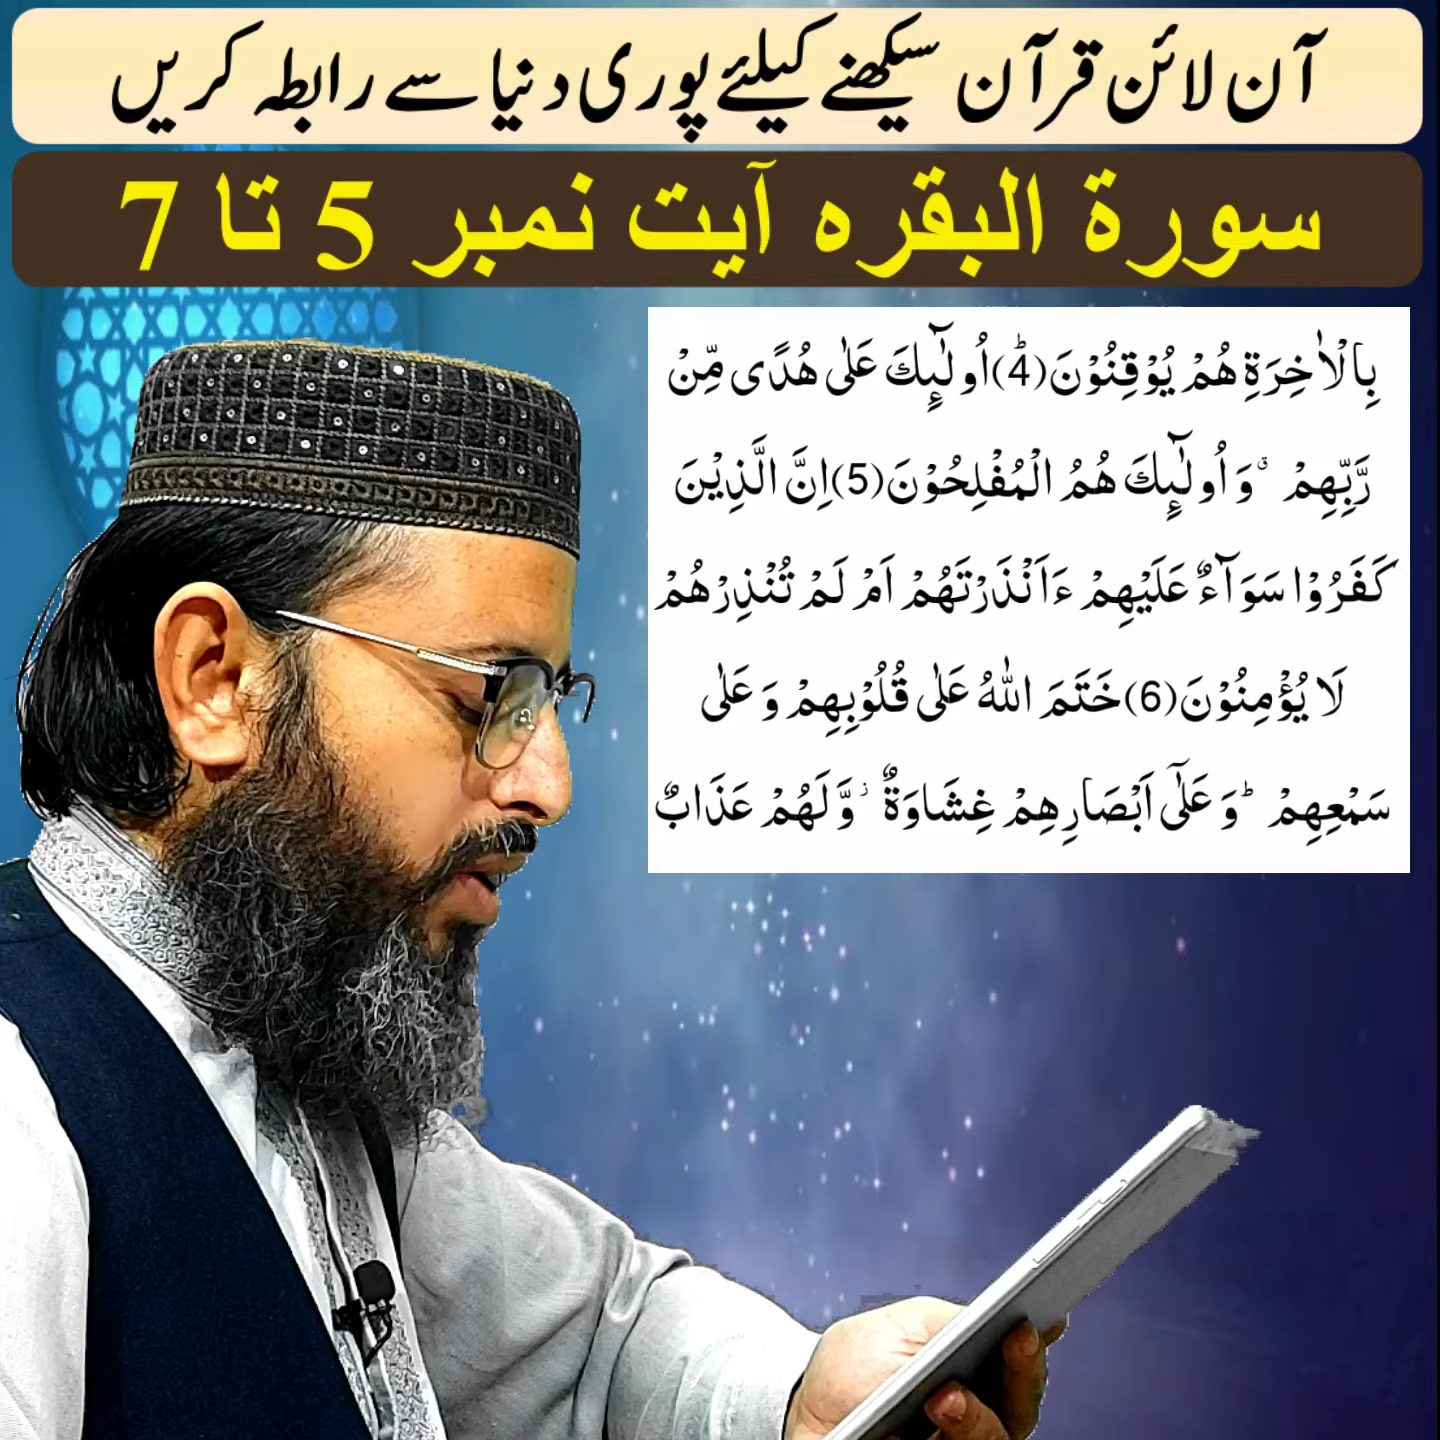 آن لائن قرآن سیکھنے کیلئے پوری دنیا سے رابطہ کریں
سورة البقرہ آیت نمبر 5 تا 7
بِالْاٰخِرَةِ هُمْ یُوْقِنُوْنَؕ(4)اُولٰٓىٕكَ عَلٰى هُدًى مِّنْ
رَّبِّهِمْۗ وَ اُولٰٓىٕكَ هُمُ الْمُفْلِحُوْنَ(5)اِنَّ الَّذِیْنَ
كَفَرُوْا سَوَآءٌ عَلَیْهِمْ ءَاَنْذَرْتَهُمْ اَمْ لَمْ تُنْذِرْهُمْ
لَا یُؤْمِنُوْنَ(6)خَتَمَ اللّٰهُ عَلٰى قُلُوْبِهِمْ وَ عَلٰى
سَمْعِهِمْؕ وَ عَلٰۤى اَبْصَارِهِمْ غِشَاوَةٌ٘ وَّ لَهُمْ عَذَابٌ